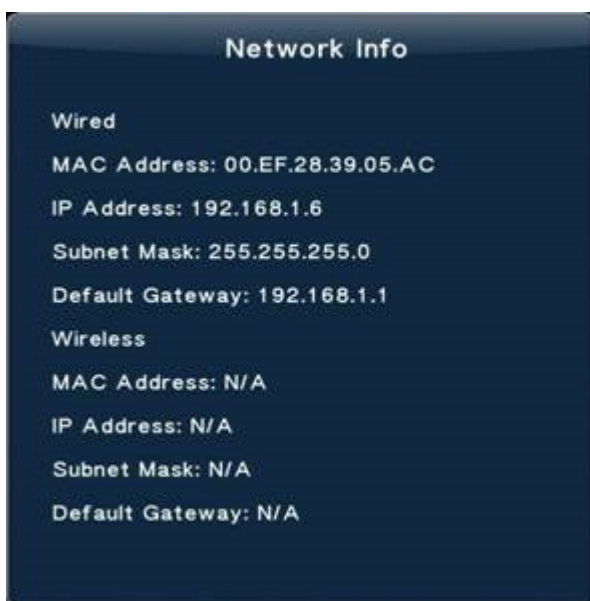 Network Info
Wired
MAC Address: 00.EF.28.39.05.AC
IP Address: 192.168.1.6
Subnet Mask: 255.255.255.0
Default Gateway: 192.168.1.1
Wireless
MAC Address: N/A
IP Address: N/A
Subnet Mask: N/A
Default Gateway: N/A